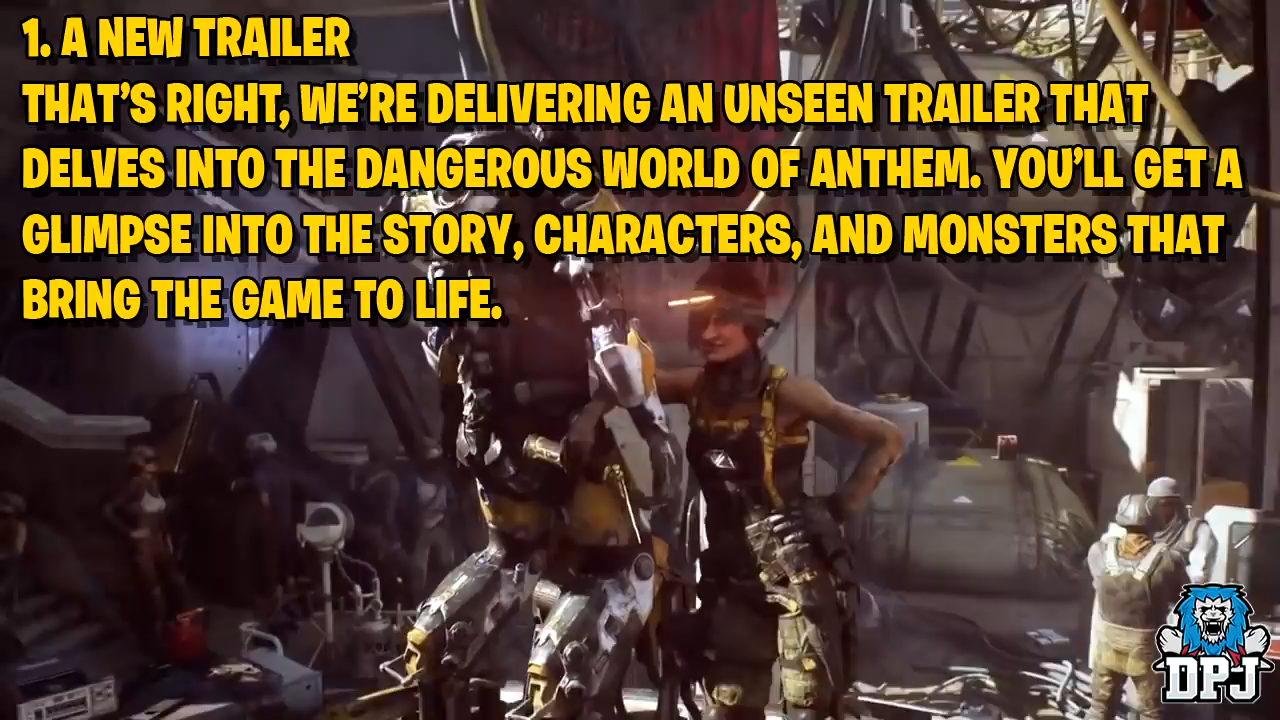 1. A NEW TRAILER
THAT'S RIGHT, WE'RE DELIVERING AN UNSEEN TRAILER THAT
DELVES INTO THE DANGEROUS WORLD OF ANTHEM. YOU'LL GET A
GLIMPSE INTO THE STORY, CHARACTERS, AND MONSTERS THAT
BRING THE GAME TO LIFE.
DPJ